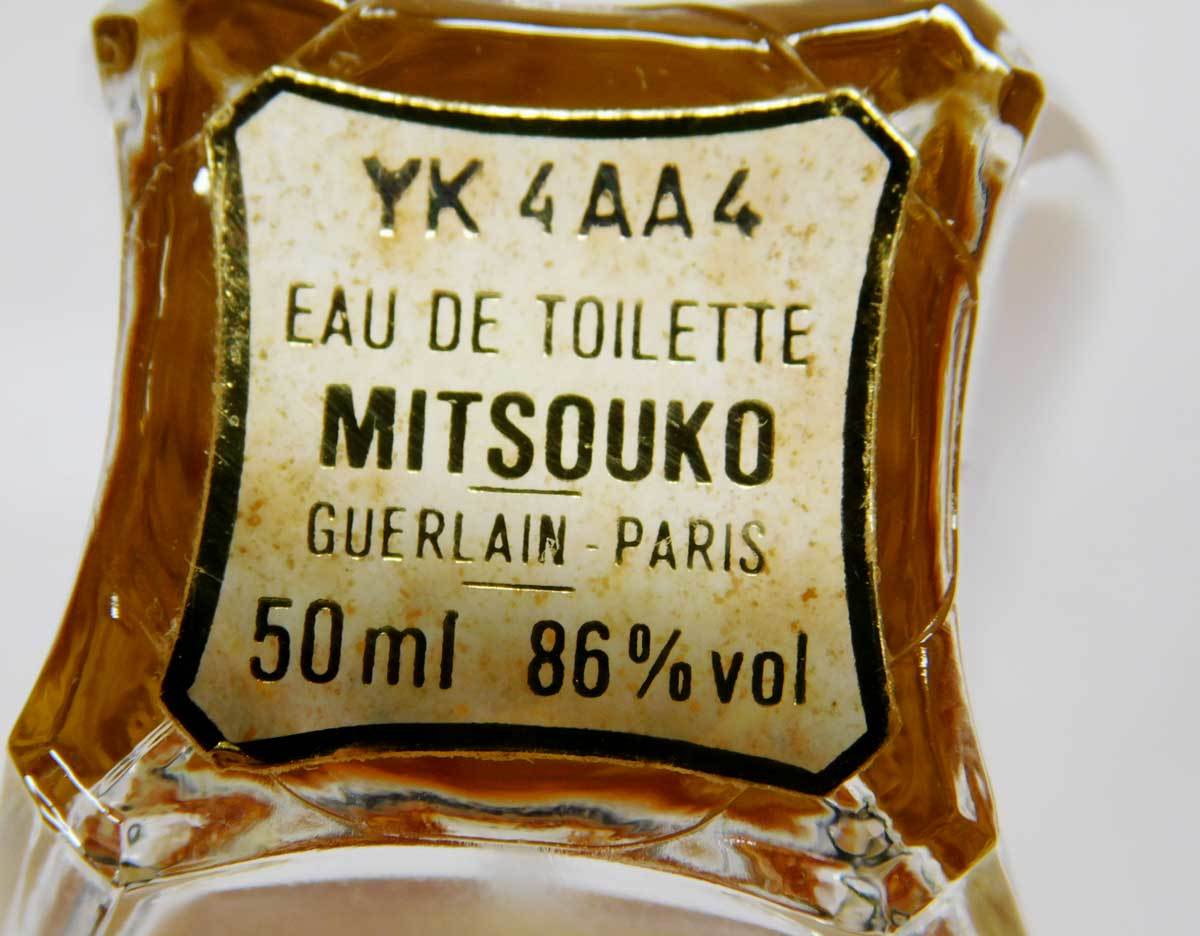 YK 4AA4
EAU DE TOILETTE
MITSOUKO
GUERLAIN - PARIS
50 ml 86% vol